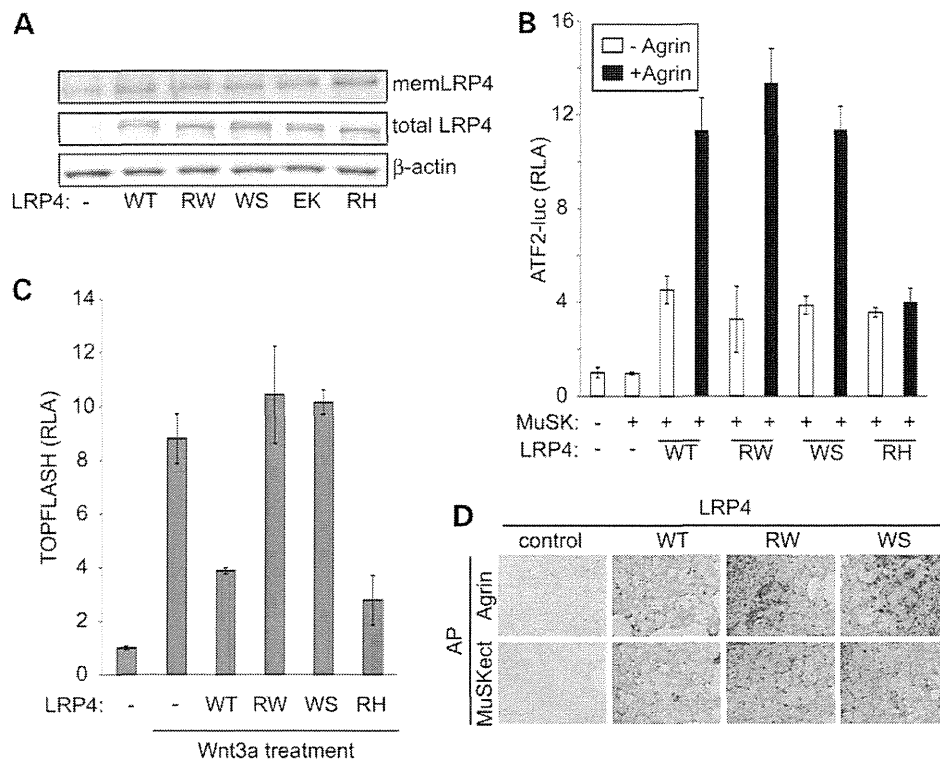 A
memLRP4
total LRP4
β-actin
LRP4: - WT RW WS EK RH
B
- Agrin
+Agrin
ATF2-luc (RLA)
16
12
8
4
0
MuSK: - + + + + + + + + +
LRP4: - - WT RW WS RH
C
TOPFLASH (RLA)
14
12
10
8
6
4
2
0
LRP4: - - WT RW WS RH
Wnt3a treatment
D
LRP4
control WT RW WS
AP
Agrin
MuSKect